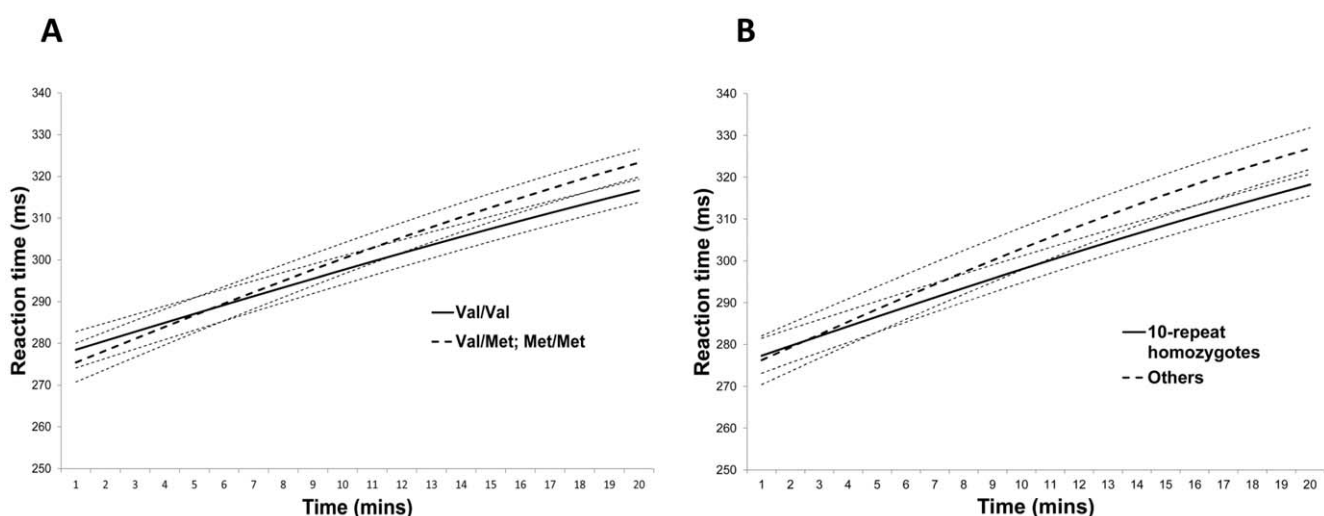 A
B
Reaction time (ms)
340
330
320
310
300
290
280
270
260
250
Val/Val
Val/Met; Met/Met
1 2 3 4 5 6 7 8 9 10 11 12 13 14 15 16 17 18 19 20
Time (mins)
Reaction time (ms)
340
330
320
310
300
290
280
270
260
250
10-repeat
homozygotes
Others
1 2 3 4 5 6 7 8 9 10 11 12 13 14 15 16 17 18 19 20
Time (mins)